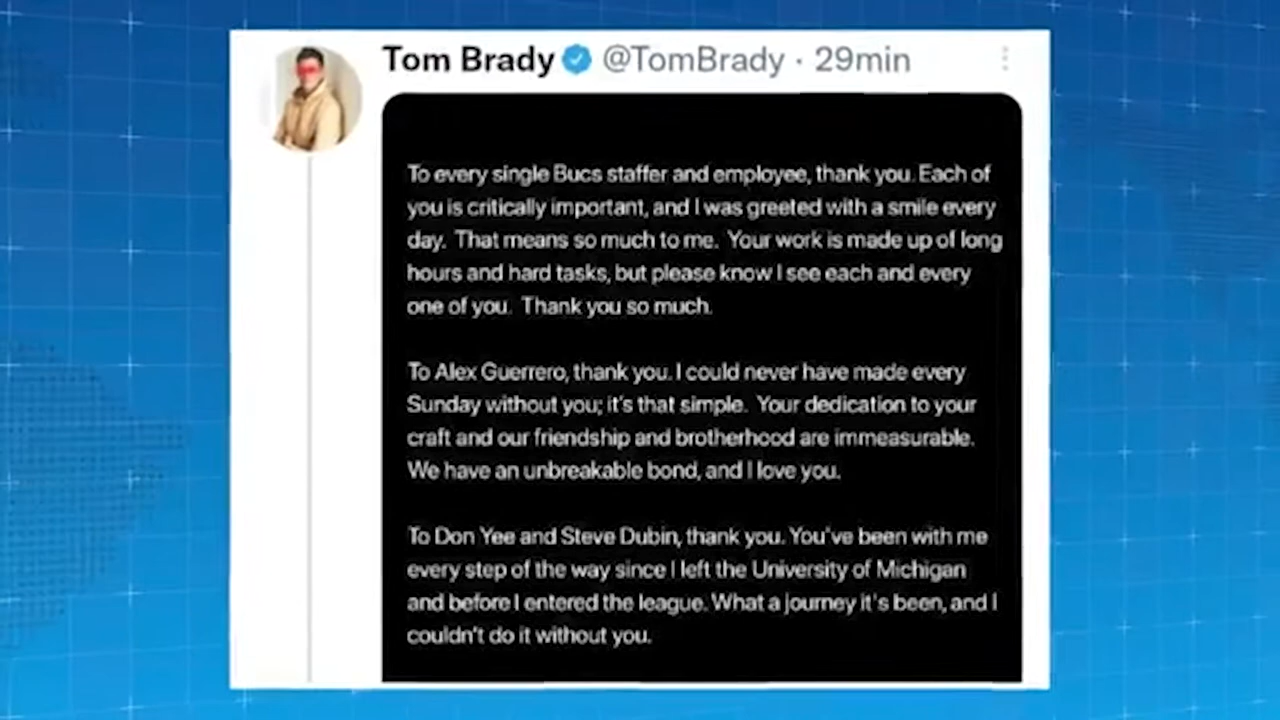 Tom Brady @TomBrady · 29min
To every single Bucs staffer and employee, thank you. Each of
you is critically important, and I was greeted with a smile every
day.  That means so much to me.  Your work is made up of long
hours and hard tasks, but please know I see each and every
one of you.  Thank you so much.
To Alex Guerrero, thank you. I could never have made every
Sunday without you; it's that simple.  Your dedication to your
craft and our friendship and brotherhood are immeasurable.
We have an unbreakable bond, and I love you.
To Don Yee and Steve Dubin, thank you. You've been with me
every step of the way since I left the University of Michigan
and before I entered the league. What a journey it's been, and I
couldn't do it without you.